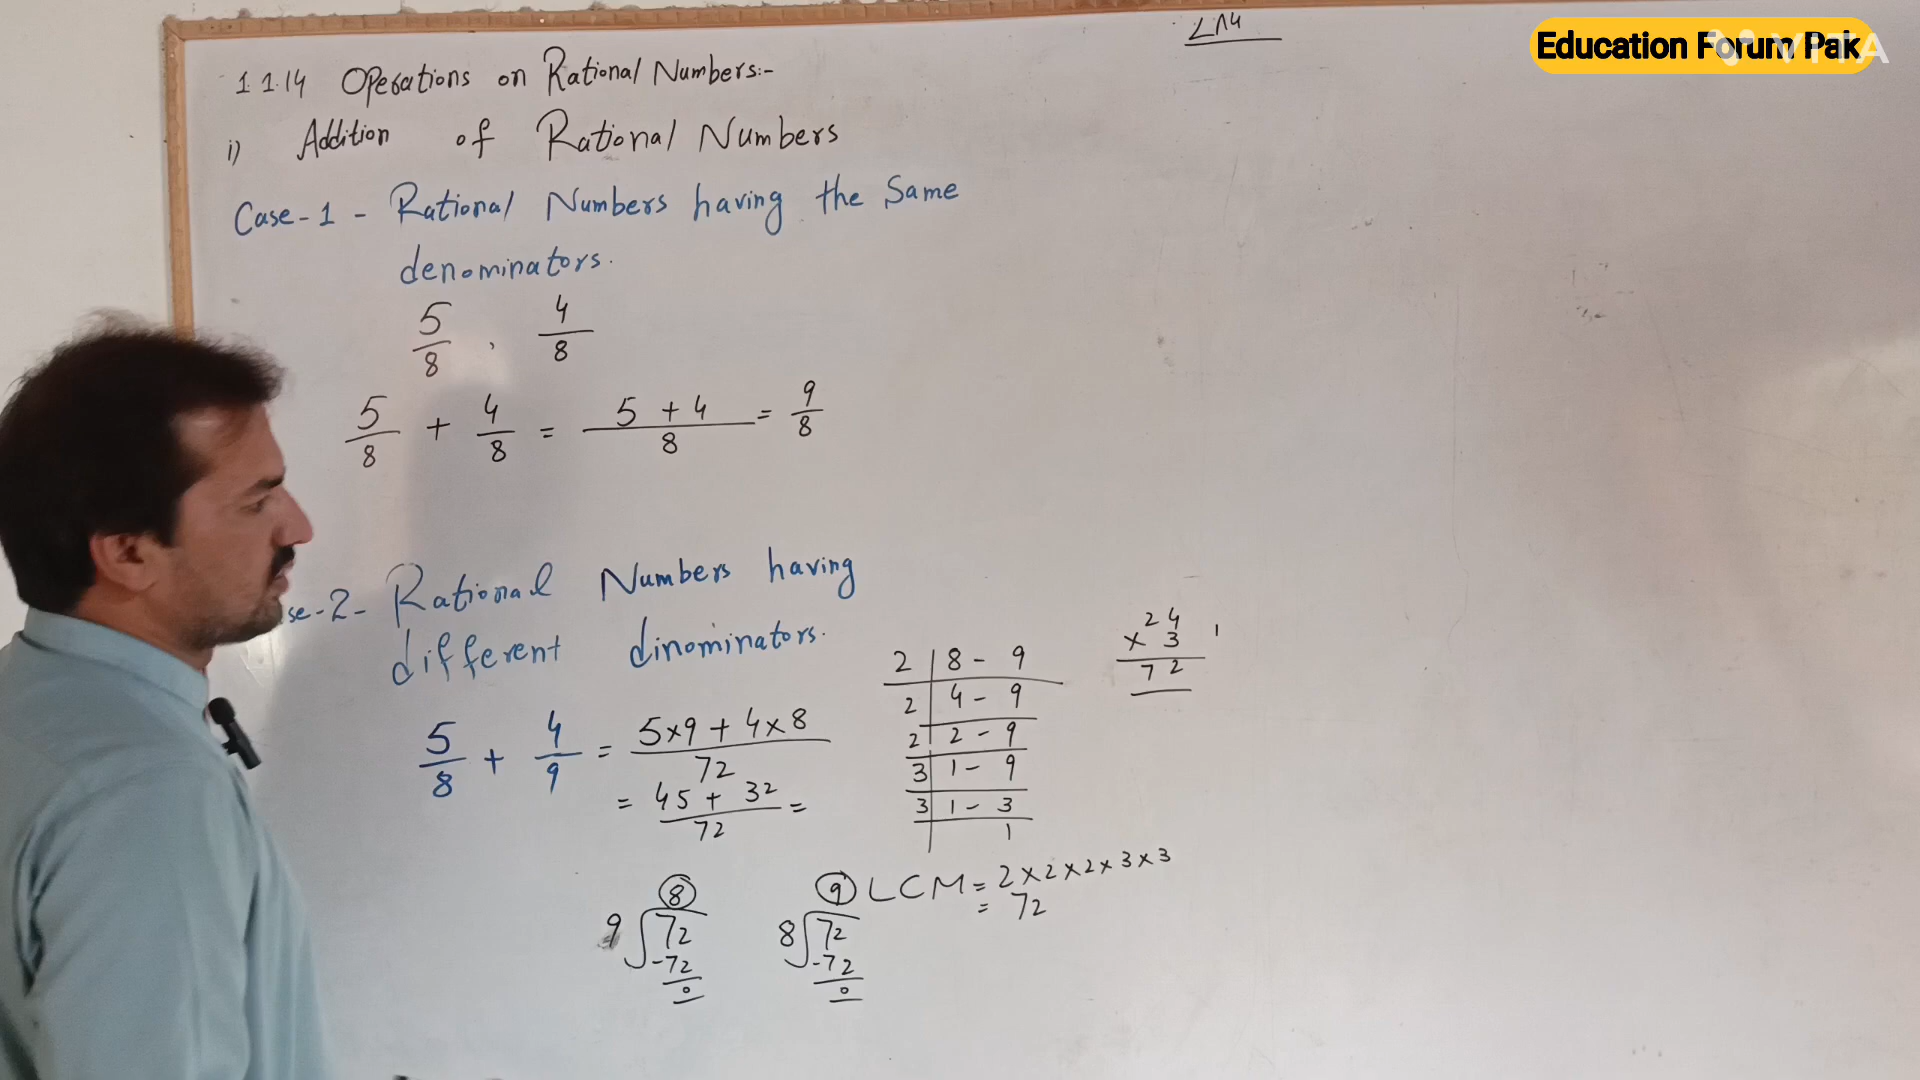 1.1.14 Operations on Rational Numbers:-
i) Addition of Rational Numbers
Case-1 - Rational Numbers having the Same
denominators.
5/8 , 4/8
5/8 + 4/8 = 5 + 4/8 = 9/8
se-2- Rational Numbers having
different dinominators.
5/8 + 4/9 = 5×9 + 4×8/72
= 45 + 32/72 =
2 | 8 - 9
2 | 4 - 9
2 | 2 - 9
3 | 1 - 9
3 | 1 - 3
1
LCM = 2×2×2×3×3
= 72
24
× 3
72
8
9 72
-72
0
9
8 72
-72
0
Education Forum Pak
VITA